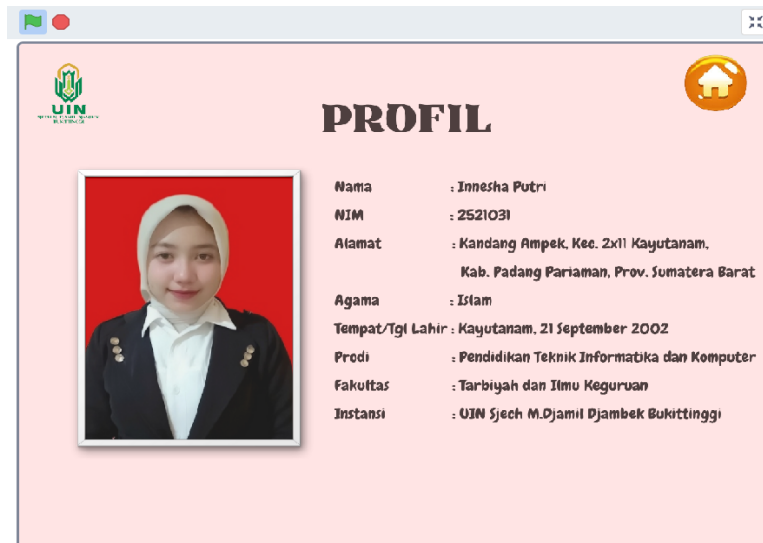 UIN
BUKITTINGGI
PROFIL
Nama : Innesha Putri
NIM : 2521031
Alamat : Kandang Ampek, Kec. 2x11 Kayutanam,
Kab. Padang Pariaman, Prov. Sumatera Barat
Agama : Islam
Tempat/Tgl Lahir : Kayutanam, 21 September 2002
Prodi : Pendidikan Teknik Informatika dan Komputer
Fakultas : Tarbiyah dan Ilmu Keguruan
Instansi : UIN Sjech M.Djamil Djambek Bukittinggi